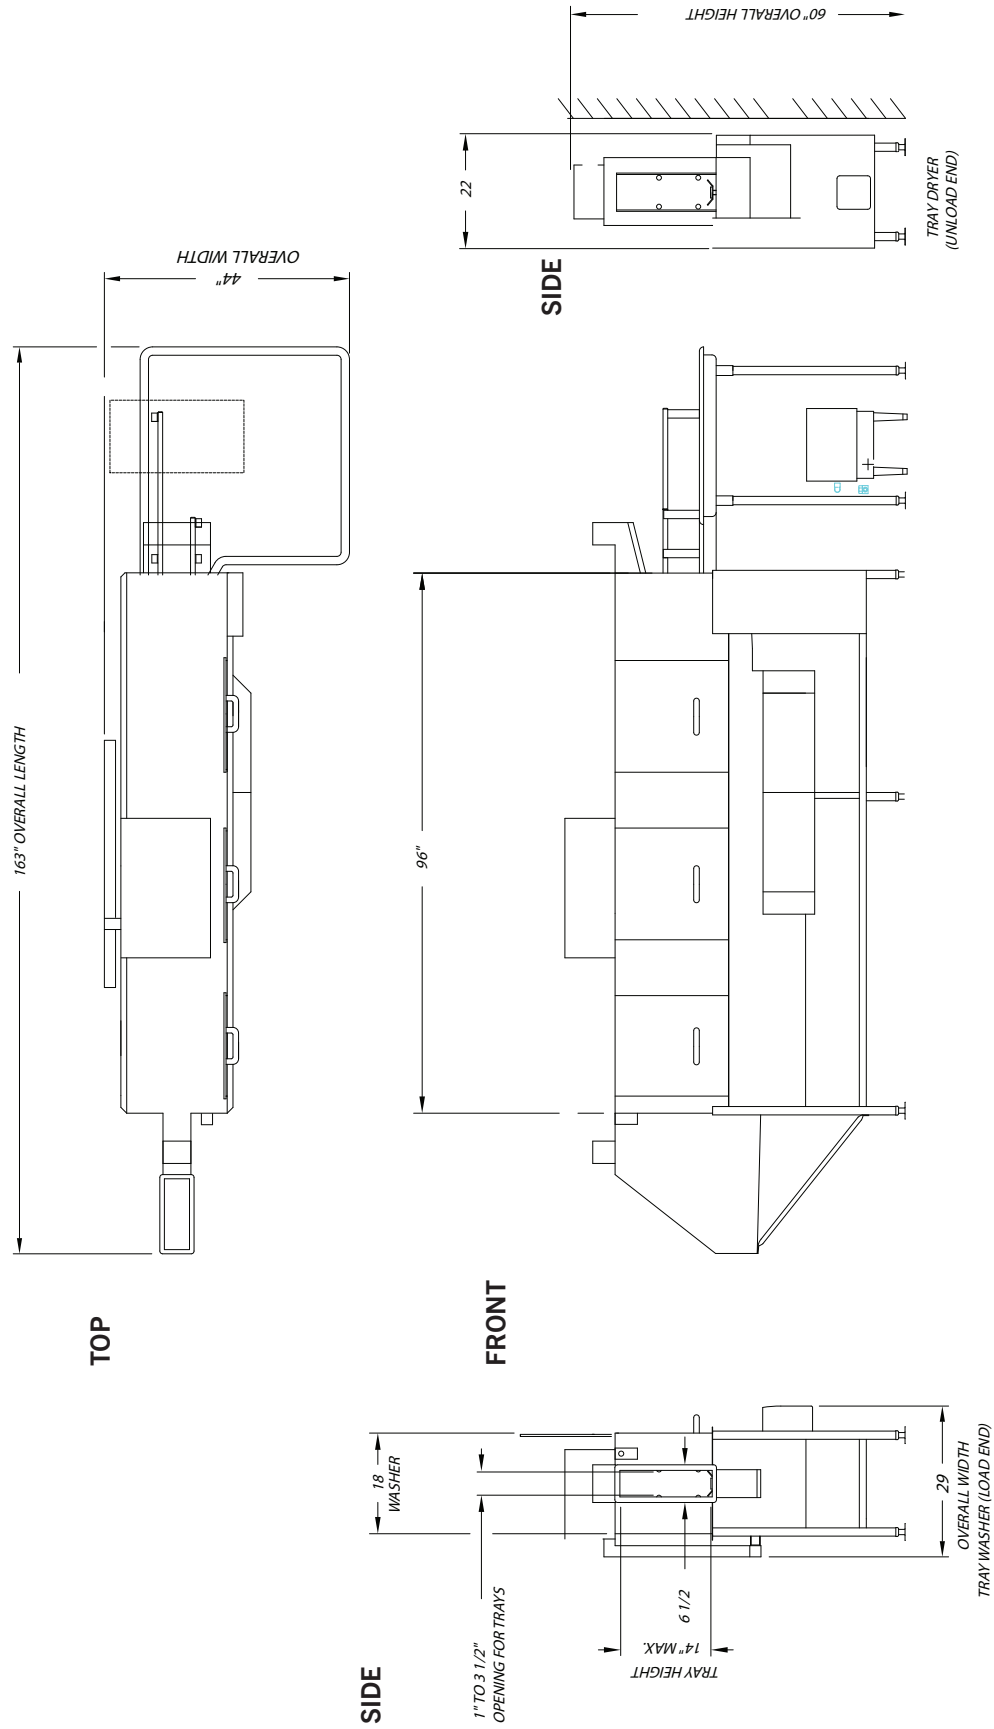 TOP
163" OVERALL LENGTH
44"
OVERALL WIDTH
FRONT
96"
SIDE
22
60" OVERALL HEIGHT
TRAY DRYER
(UNLOAD END)
SIDE
18
WASHER
1" TO 3 1/2"
OPENING FOR TRAYS
6 1/2
14" MAX.
TRAY HEIGHT
29
OVERALL WIDTH
TRAY WASHER (LOAD END)